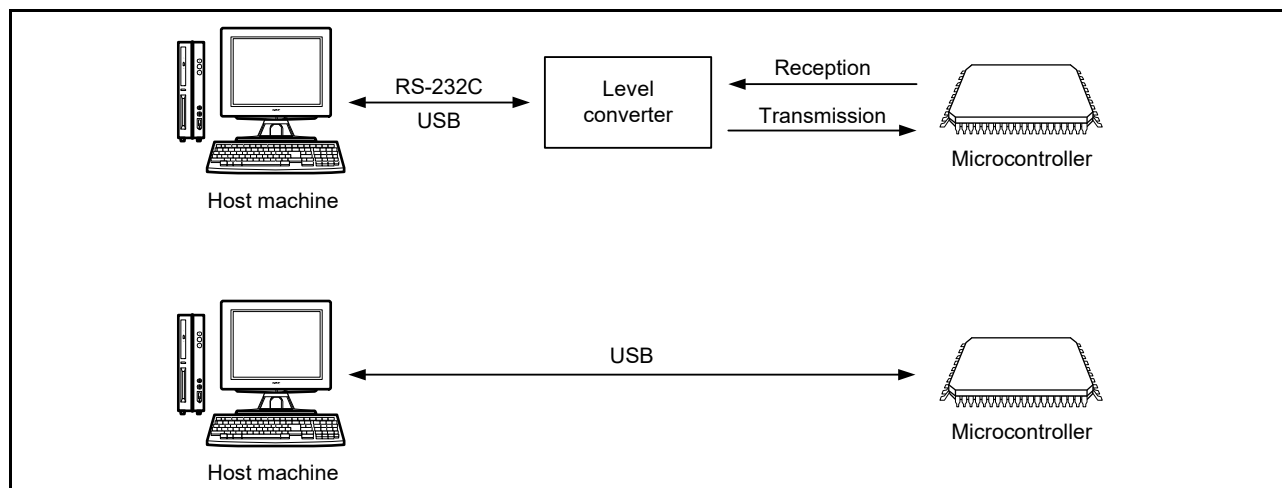 RS-232C
USB
Level
converter
Reception
Transmission
Microcontroller
Host machine
USB
Microcontroller
Host machine